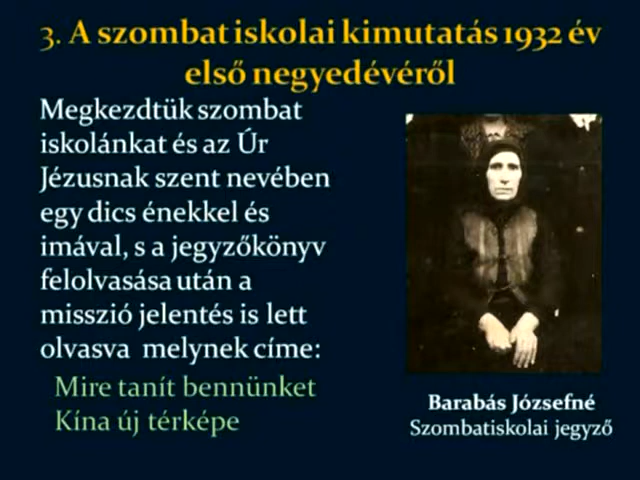 3. A szombat iskolai kimutatás 1932 év
első negyedévéről
Megkezdtük szombat
iskolánkat és az Úr
Jézusnak szent nevében
egy dics énekkel és
imával, s a jegyzőkönyv
felolvasása után a
misszió jelentés is lett
olvasva melynek címe:
Mire tanít bennünket
Kína új térképe
Barabás Józsefné
Szombatiskolai jegyző